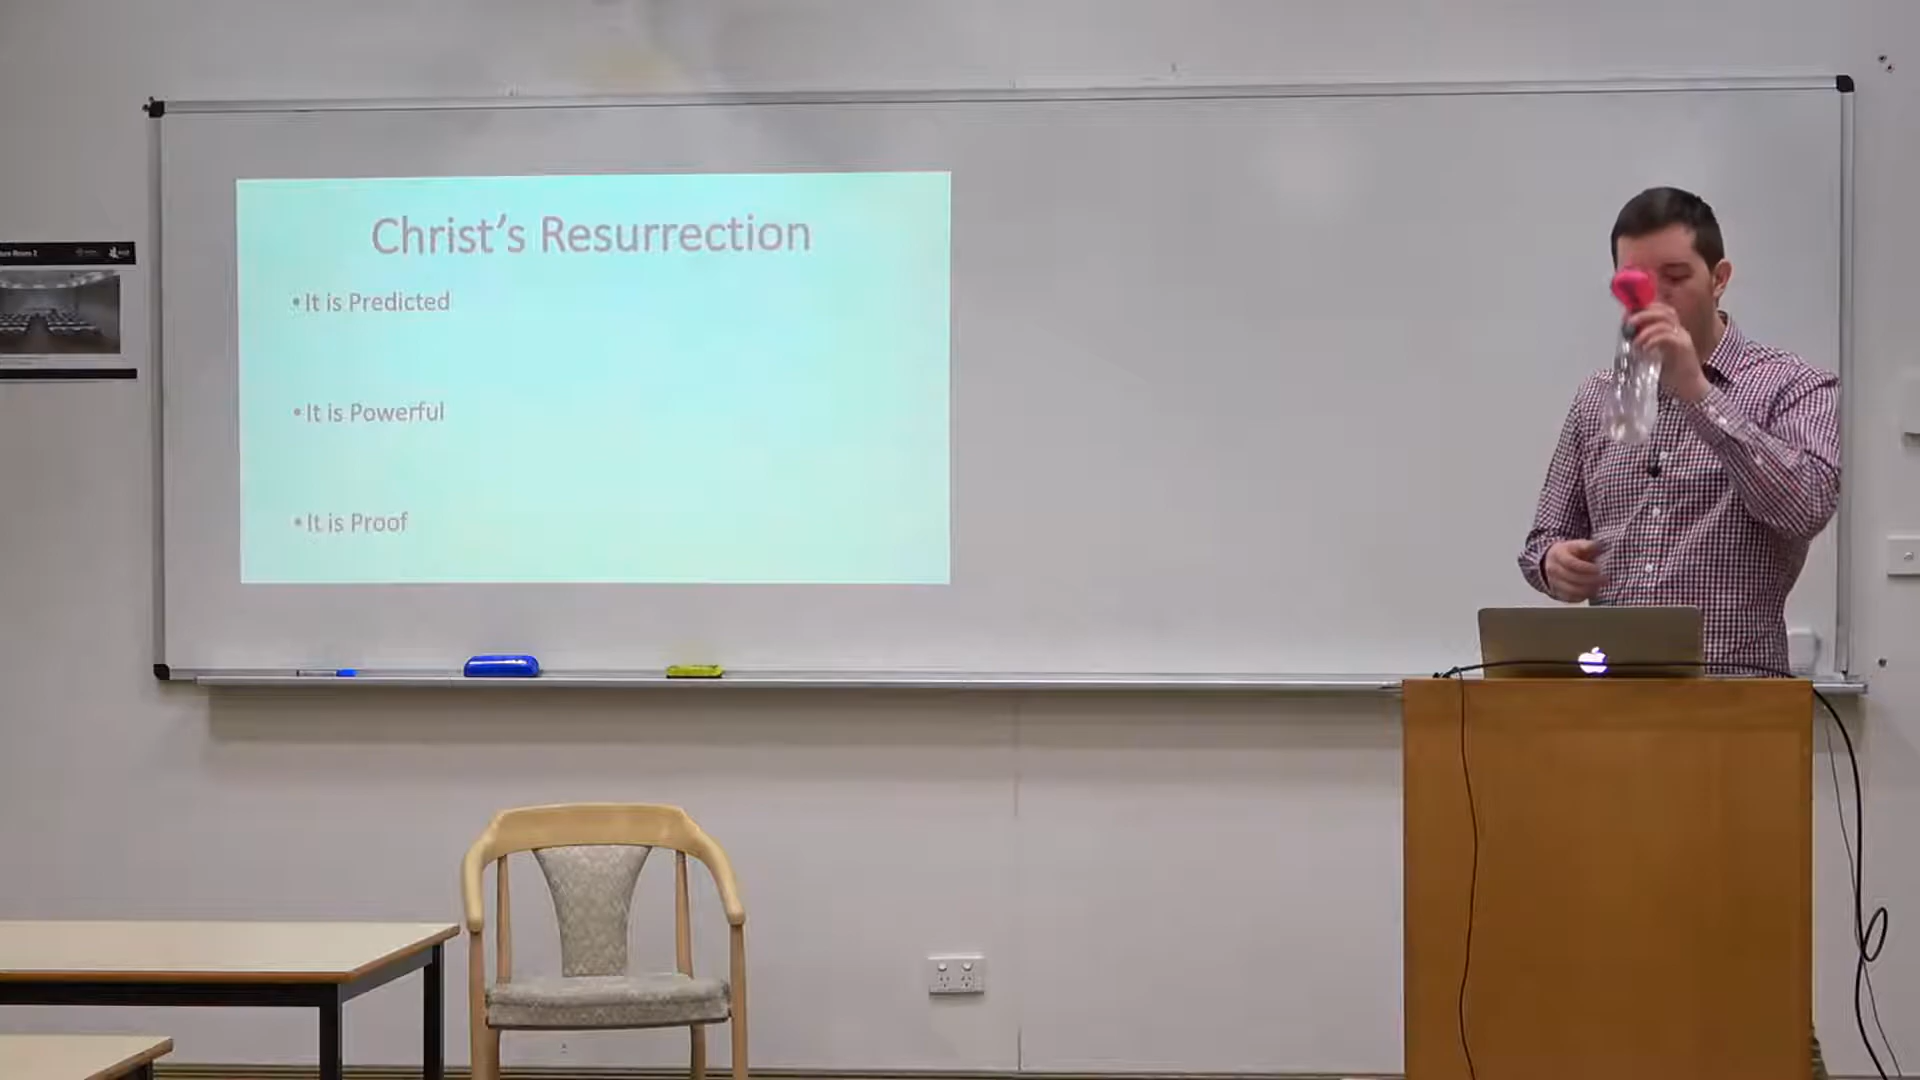 Christ's Resurrection
• It is Predicted
• It is Powerful
• It is Proof